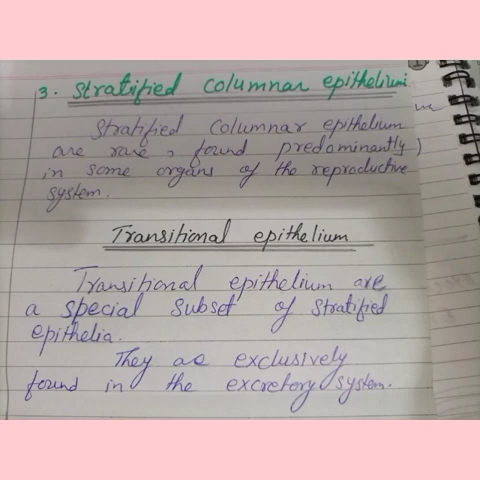 3. Stratified columnar epithelium
Stratified Columnar epithelium
are rare, found predominantly
in some organs of the reproductive
system.
Transitional epithelium
Transitional epithelium are
a special subset of stratified
epithelia.
They are exclusively
found in the excretory system.